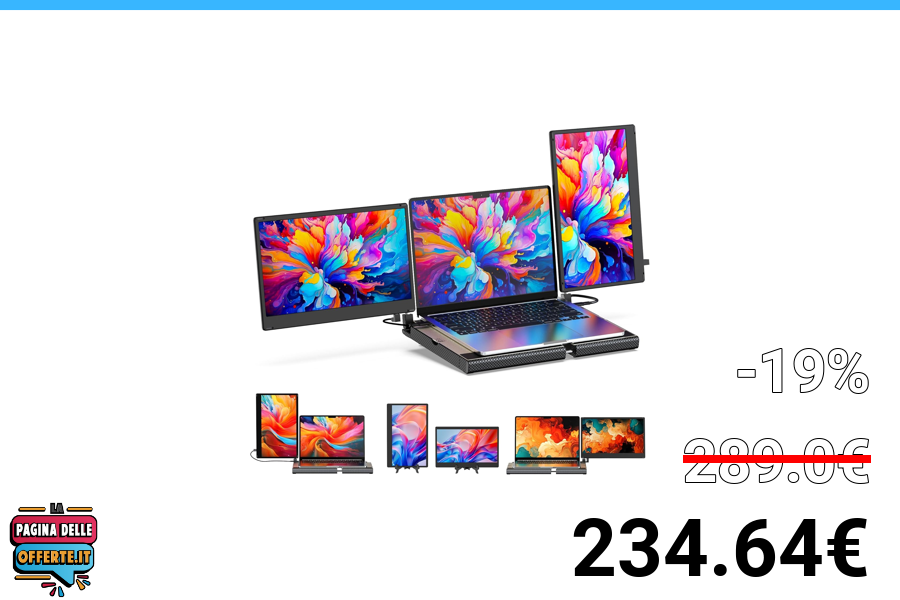 -19%
289.0€
234.64€
LA
PAGINA DELLE
OFFERTE.IT